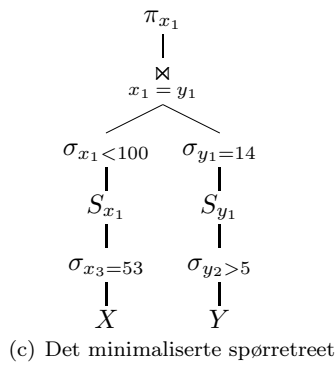 π_{x_1}
⋈
x_1 = y_1
σ_{x_1<100} σ_{y_1=14}
S_{x_1} S_{y_1}
σ_{x_3=53} σ_{y_2>5}
X Y
(c) Det minimaliserte spørretreet